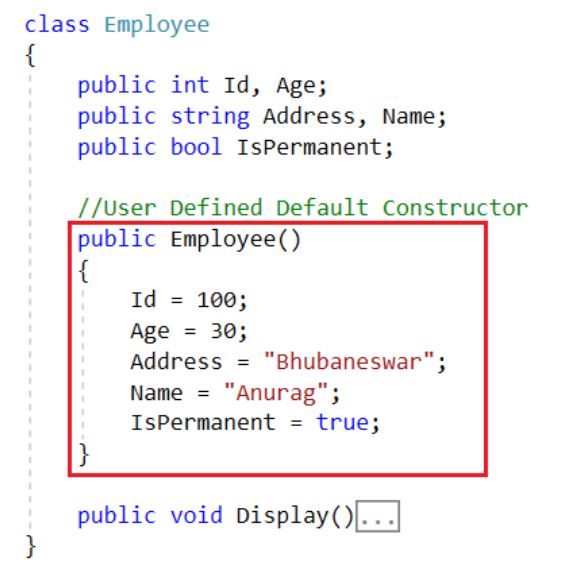 class Employee
{
    public int Id, Age;
    public string Address, Name;
    public bool IsPermanent;

    //User Defined Default Constructor
    public Employee()
    {
        Id = 100;
        Age = 30;
        Address = "Bhubaneswar";
        Name = "Anurag";
        IsPermanent = true;
    }

    public void Display()...
}